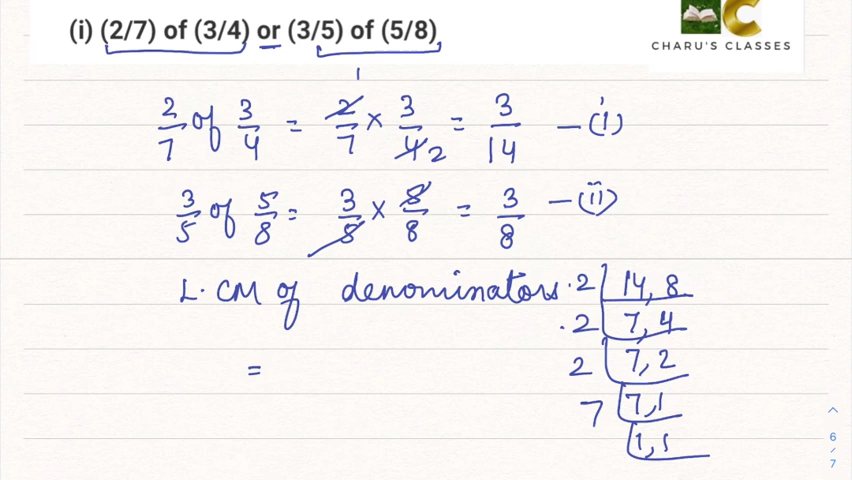 (i) (2/7) of (3/4) or (3/5) of (5/8)
C
CHARU'S CLASSES
2/7 of 3/4 = 2/7 × 3/4 = 3/14 — (i)
1
2
3/5 of 5/8 = 3/5 × 5/8 = 3/8 — (ii)
L.CM of denominators
=
2 | 14, 8
2 | 7, 4
2 | 7, 2
7 | 7, 1
1, 1
6
/
7